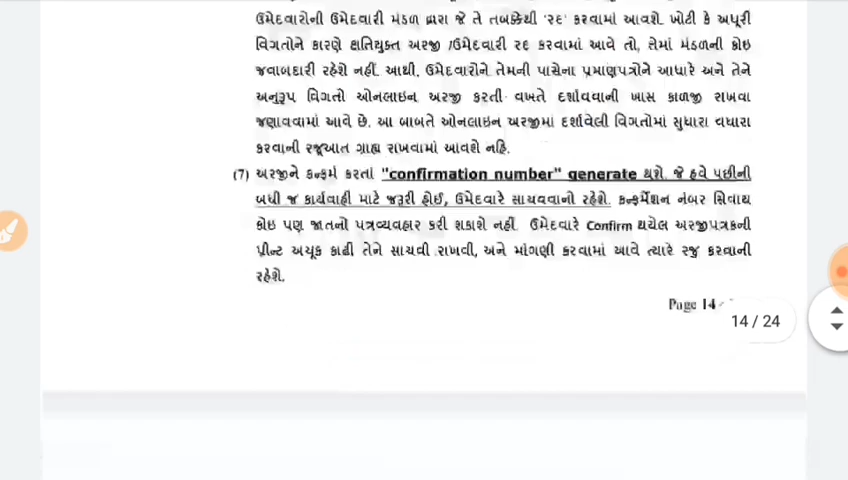 ઉમેદવારોની ઉમેદવારી મંડળ દ્વારા જે તે તબક્કેથી ‘રદ’ કરવામાં આવશે. ખોટી કે અધૂરી
વિગતોને કારણે ક્ષતિયુક્ત અરજી /ઉમેદવારી રદ કરવામાં આવે તો, તેમાં મંડળની કોઇ
જવાબદારી રહેશે નહીં. આથી, ઉમેદવારોને તેમની પાસેના પ્રમાણપત્રોને આધારે અને તેને
અનુરૂપ વિગતો ઓનલાઇન અરજી કરતી વખતે દર્શાવવાની ખાસ કાળજી રાખવા
જણાવવામાં આવે છે. આ બાબતે ઓનલાઇન અરજીમાં દર્શાવેલી વિગતોમાં સુધારા વધારા
કરવાની રજૂઆત ગ્રાહ્ય રાખવામાં આવશે નહિ.
(7) અરજીને કન્ફર્મ કરતાં "confirmation number" generate થશે. જે હવે પછીની
બધી જ કાર્યવાહી માટે જરૂરી હોઈ, ઉમેદવારે સાચવવાનો રહેશે. કન્ફર્મેશન નંબર સિવાય
કોઇ પણ જાતનો પત્રવ્યવહાર કરી શકાશે નહીં. ઉમેદવારે Confirm થયેલ અરજીપત્રકની
પ્રીન્ટ અચૂક કાઢી તેને સાચવી રાખવી, અને માંગણી કરવામાં આવે ત્યારે રજુ કરવાની
રહેશે.
Page 14
14 / 24